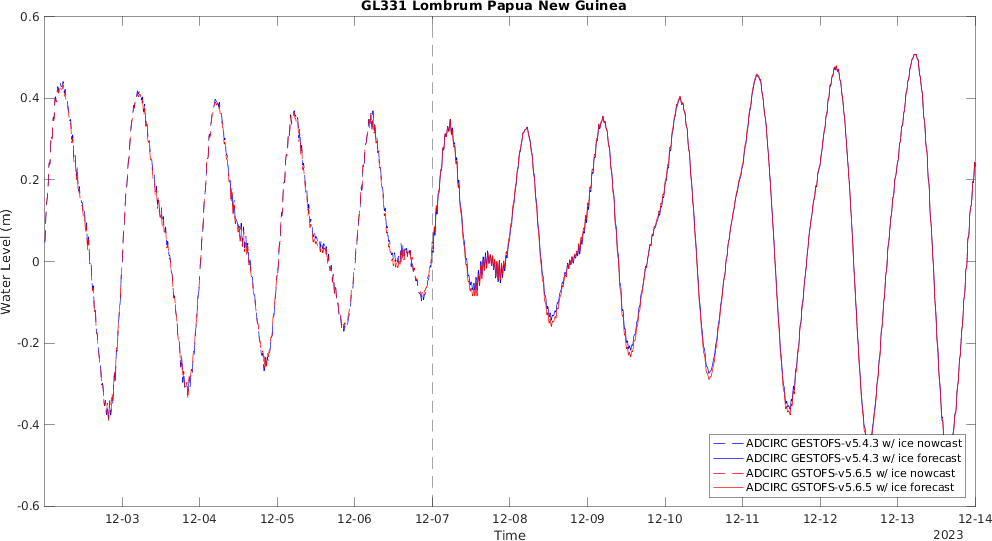 GL331 Lombrum Papua New Guinea
Water Level (m)
0.6
0.4
0.2
0
-0.2
-0.4
-0.6
ADCIRC GESTOFS-v5.4.3 w/ ice nowcast
ADCIRC GESTOFS-v5.4.3 w/ ice forecast
ADCIRC GSTOFS-v5.6.5 w/ ice nowcast
ADCIRC GSTOFS-v5.6.5 w/ ice forecast
12-03 12-04 12-05 12-06 12-07 12-08 12-09 12-10 12-11 12-12 12-13 12-14
Time
2023